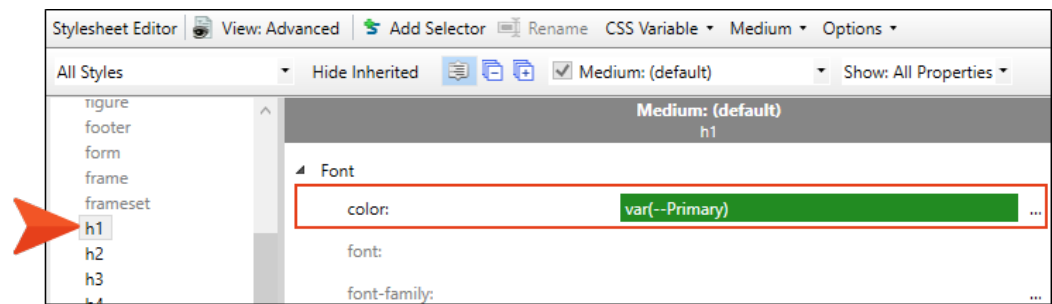 Stylesheet Editor View: Advanced Add Selector Rename CSS Variable Medium Options
All Styles Hide Inherited Medium: (default) Show: All Properties
figure
footer
form
frame
frameset
h1
h2
h3
h4
Medium: (default)
h1
Font
color: var(--Primary) ...
font:
font-family: ...